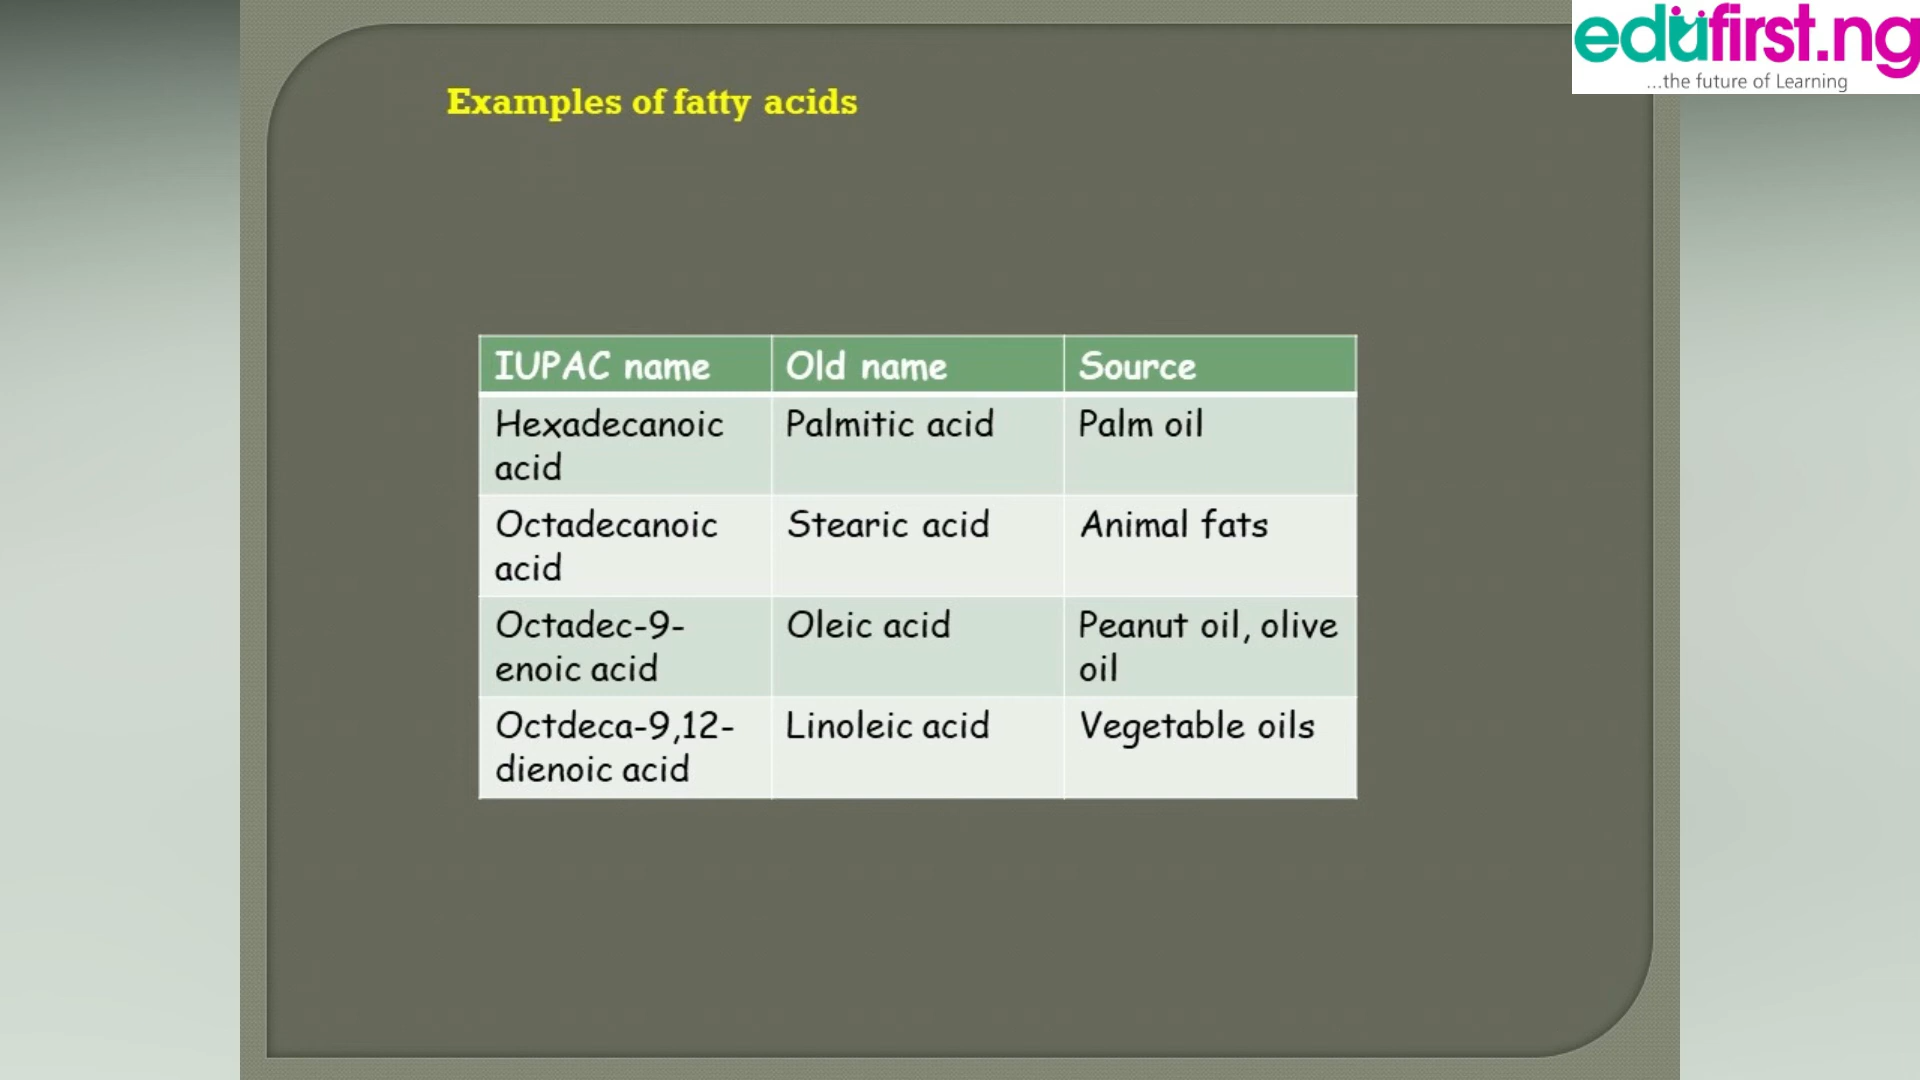 edufirst.ng
...the future of Learning
Examples of fatty acids
IUPAC name Old name Source
Hexadecanoic acid Palmitic acid Palm oil
Octadecanoic acid Stearic acid Animal fats
Octadec-9-enoic acid Oleic acid Peanut oil, olive oil
Octdeca-9,12-dienoic acid Linoleic acid Vegetable oils